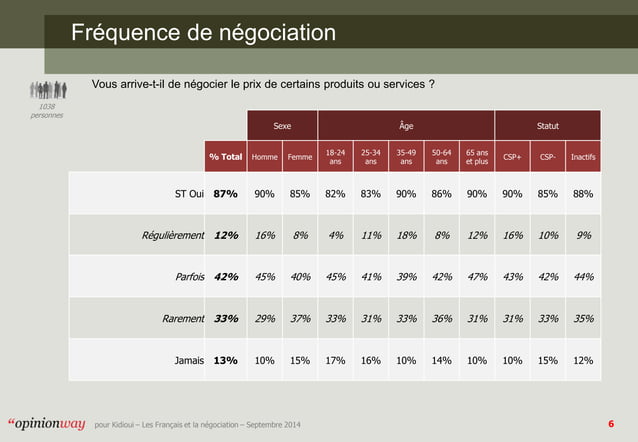 Fréquence de négociation
Vous arrive-t-il de négocier le prix de certains produits ou services ?
1038
personnes
Sexe Âge Statut
% Total Homme Femme 18-24 ans 25-34 ans 35-49 ans 50-64 ans 65 ans et plus CSP+ CSP- Inactifs
ST Oui 87% 90% 85% 82% 83% 90% 86% 90% 90% 85% 88%
Régulièrement 12% 16% 8% 4% 11% 18% 8% 12% 16% 10% 9%
Parfois 42% 45% 40% 45% 41% 39% 42% 47% 43% 42% 44%
Rarement 33% 29% 37% 33% 31% 33% 36% 31% 31% 33% 35%
Jamais 13% 10% 15% 17% 16% 10% 14% 10% 10% 15% 12%
“opinionway pour Kidioui – Les Français et la négociation – Septembre 2014 6